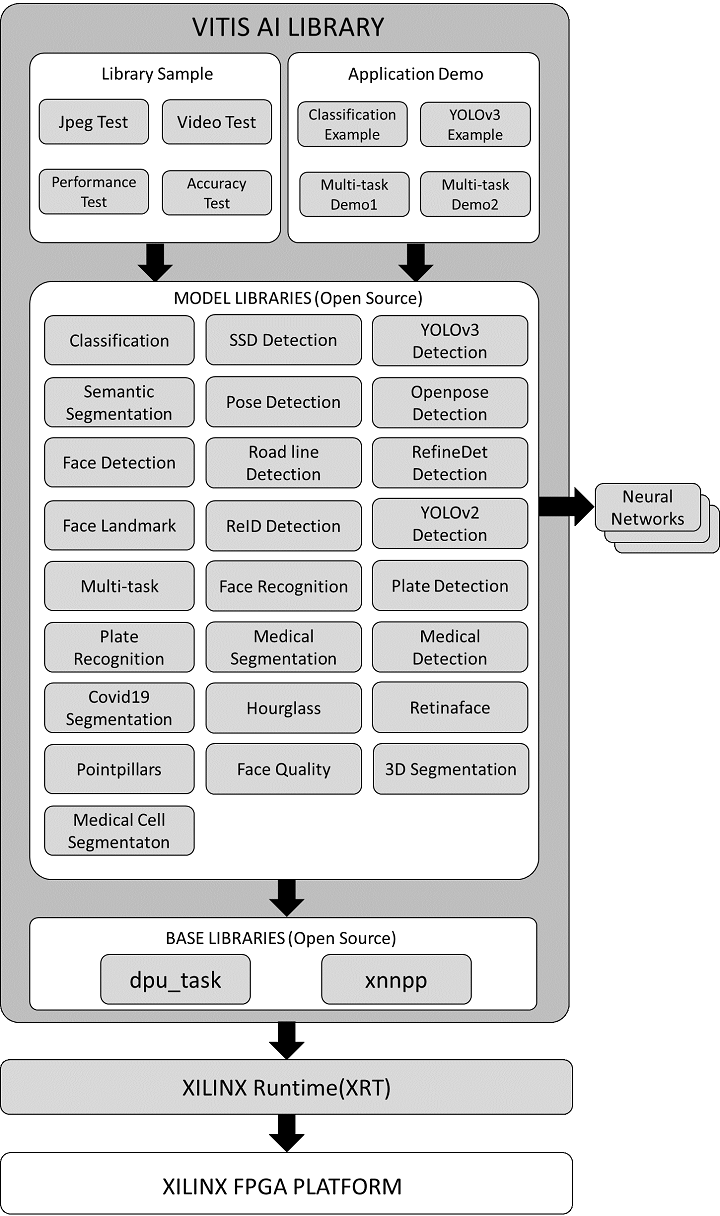 VITIS AI LIBRARY
Library Sample
Jpeg Test
Video Test
Performance
Test
Accuracy
Test
Application Demo
Classification
Example
YOLOv3
Example
Multi-task
Demo1
Multi-task
Demo2
MODEL LIBRARIES (Open Source)
Classification
SSD Detection
YOLOv3
Detection
Semantic
Segmentation
Pose Detection
Openpose
Detection
Face Detection
Road line
Detection
RefineDet
Detection
Face Landmark
ReID Detection
YOLOv2
Detection
Multi-task
Face Recognition
Plate Detection
Plate
Recognition
Medical
Segmentation
Medical
Detection
Covid19
Segmentation
Hourglass
Retinaface
Pointpillars
Face Quality
3D Segmentation
Medical Cell
Segmentaton
Neural
Networks
BASE LIBRARIES (Open Source)
dpu_task
xnnpp
XILINX Runtime(XRT)
XILINX FPGA PLATFORM